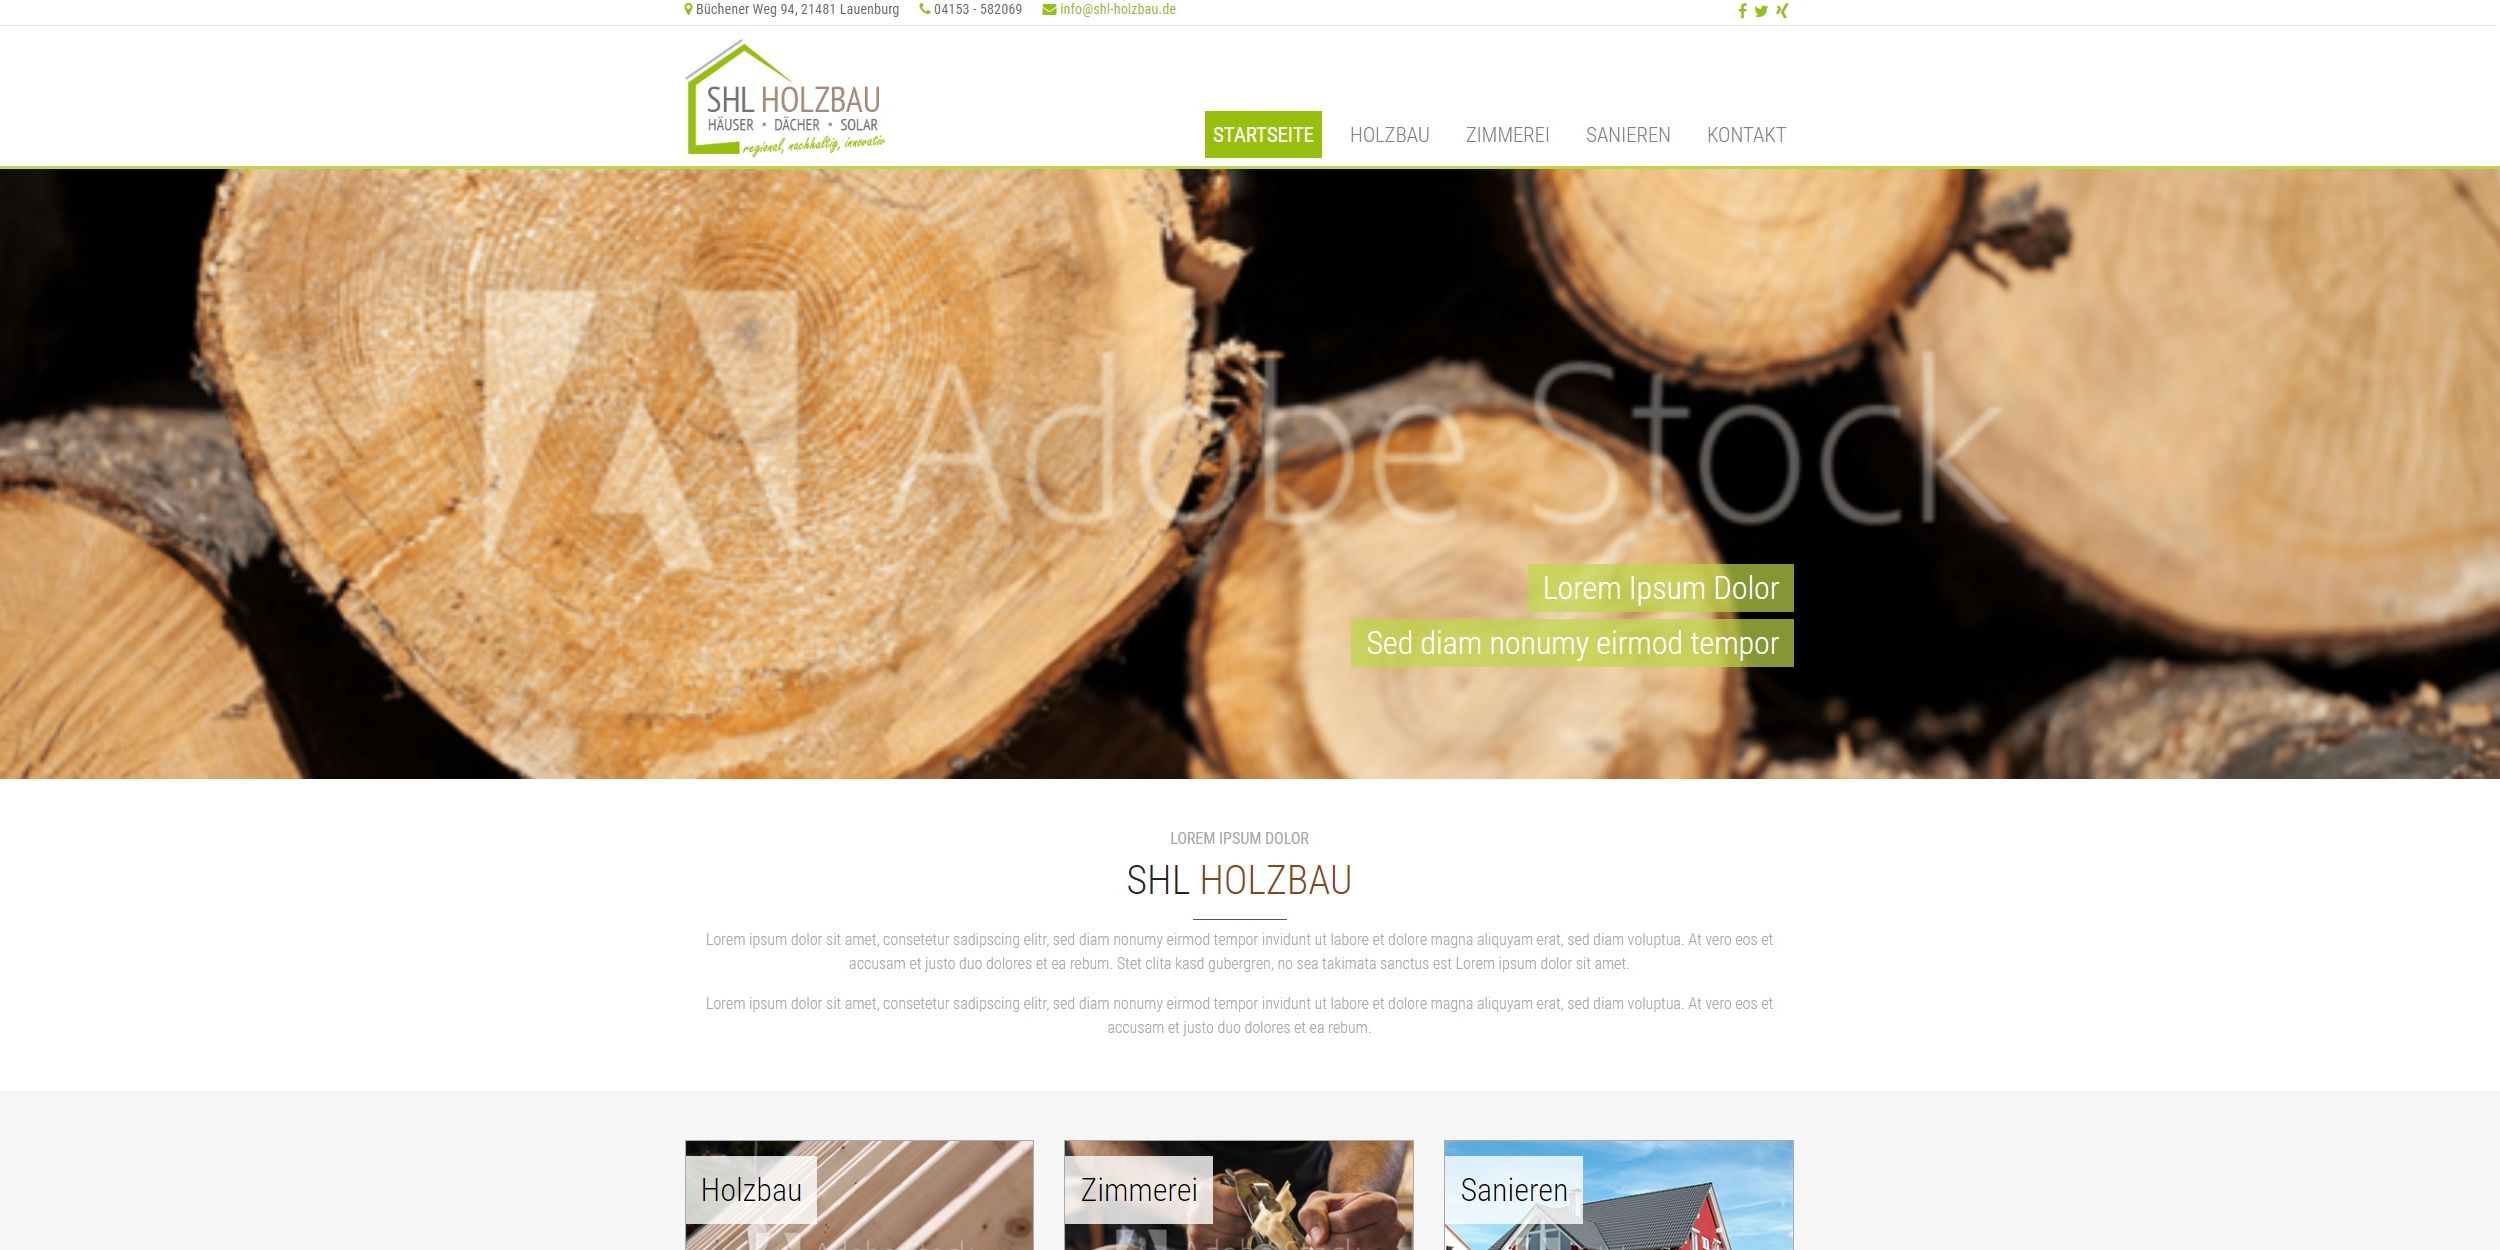 Büchener Weg 94, 21481 Lauenburg 04153 - 582069 info@shl-holzbau.de
SHL HOLZBAU
HÄUSER · DÄCHER · SOLAR
regional, nachhaltig, innovativ
STARTSEITE HOLZBAU ZIMMEREI SANIEREN KONTAKT
Adobe Stock
Lorem Ipsum Dolor
Sed diam nonumy eirmod tempor
LOREM IPSUM DOLOR
SHL HOLZBAU
Lorem ipsum dolor sit amet, consetetur sadipscing elitr, sed diam nonumy eirmod tempor invidunt ut labore et dolore magna aliquyam erat, sed diam voluptua. At vero eos et
accusam et justo duo dolores et ea rebum. Stet clita kasd gubergren, no sea takimata sanctus est Lorem ipsum dolor sit amet.
Lorem ipsum dolor sit amet, consetetur sadipscing elitr, sed diam nonumy eirmod tempor invidunt ut labore et dolore magna aliquyam erat, sed diam voluptua. At vero eos et
accusam et justo duo dolores et ea rebum.
Holzbau Zimmerei Sanieren